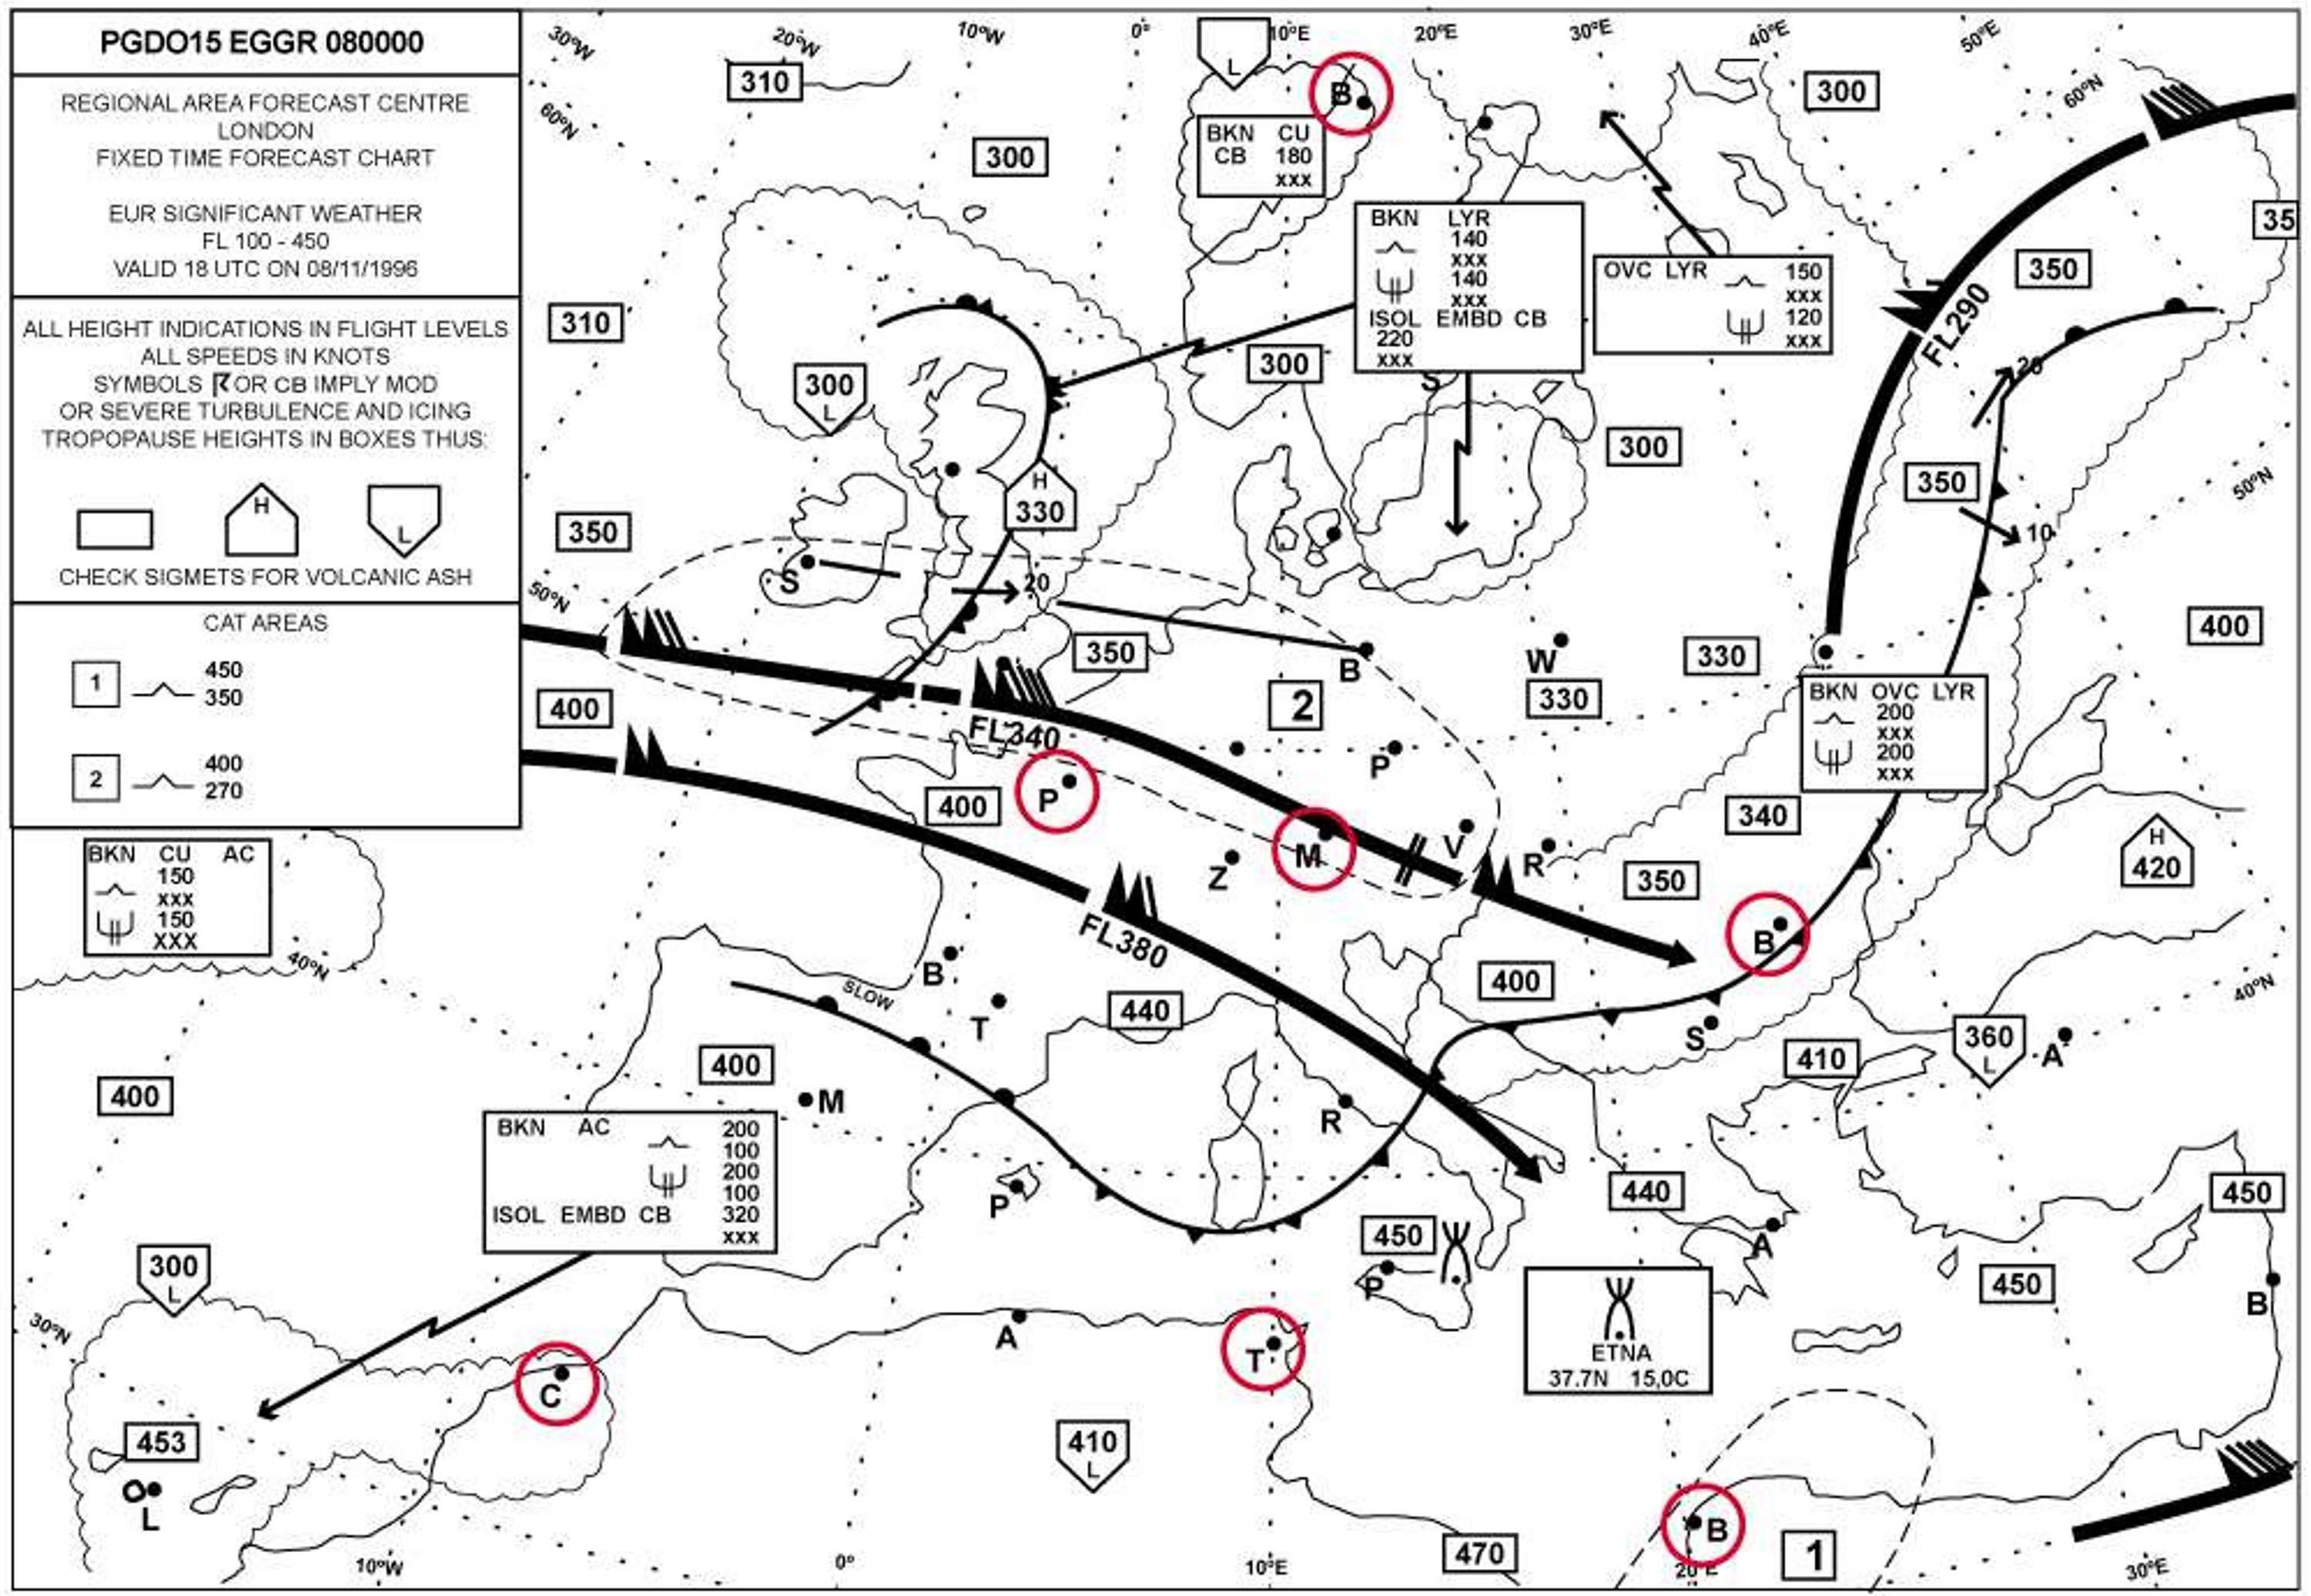 PGDO15 EGGR 080000
REGIONAL AREA FORECAST CENTRE
LONDON
FIXED TIME FORECAST CHART
EUR SIGNIFICANT WEATHER
FL 100 - 450
VALID 18 UTC ON 08/11/1996
ALL HEIGHT INDICATIONS IN FLIGHT LEVELS
ALL SPEEDS IN KNOTS
SYMBOLS OR CB IMPLY MOD
OR SEVERE TURBULENCE AND ICING
TROPOPAUSE HEIGHTS IN BOXES THUS:
H
L
CHECK SIGMETS FOR VOLCANIC ASH
CAT AREAS
1
450
350
2
400
270
30°W
20°W
10°W
0°
10°E
20°E
30°E
40°E
50°E
60°N
60°N
310
L
B
300
300
BKN CU
CB 180
xxx
BKN LYR
140
xxx
140
xxx
ISOL EMBD CB
220
xxx
OVC LYR 150
xxx
120
xxx
35
350
310
FL290
300
L
300
S
20
300
H
330
350
50°N
350
10
S
20
50°N
400
350
B
W
330
330
2
400
FL340
BKN OVC LYR
200
xxx
200
xxx
P
P
400
340
M
V
R
Z
H
420
BKN CU AC
150
xxx
150
XXX
350
B
FL380
40°N
B
SLOW
400
40°N
T
440
S
360
L
A
410
400
400
M
R
BKN AC 200
100
200
100
ISOL EMBD CB 320
xxx
P
440
450
450
A
P
300
L
450
B
30°N
A
T
ETNA
37.7N 15,0C
C
453
410
L
L
B
1
470
10°W
0°
10°E
20°E
30°E